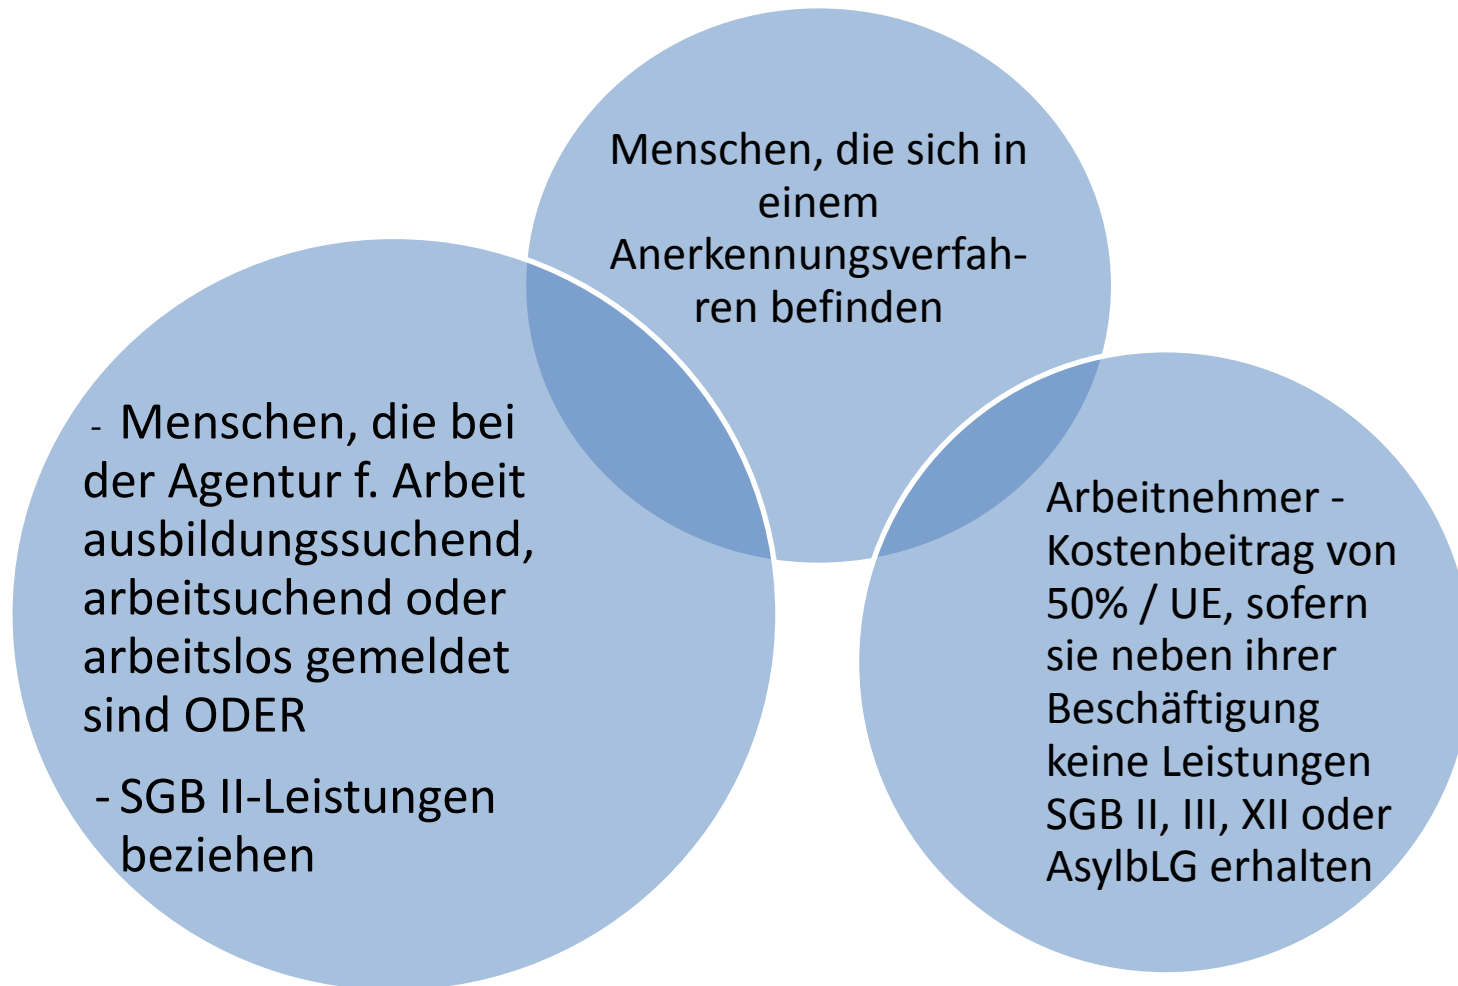 Menschen, die sich in
einem
Anerkennungsverfah-
ren befinden
- Menschen, die bei
der Agentur f. Arbeit
ausbildungssuchend,
arbeitsuchend oder
arbeitslos gemeldet
sind ODER
- SGB II-Leistungen
beziehen
Arbeitnehmer -
Kostenbeitrag von
50% / UE, sofern
sie neben ihrer
Beschäftigung
keine Leistungen
SGB II, III, XII oder
AsylbLG erhalten